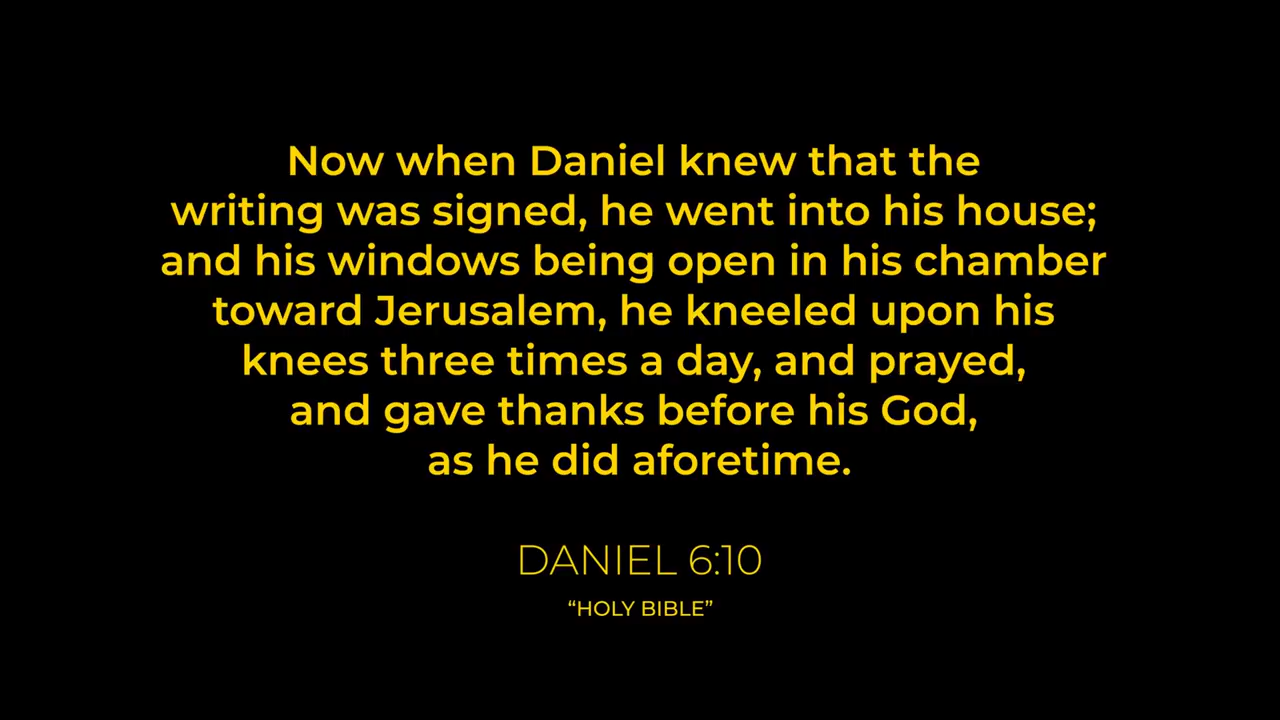 Now when Daniel knew that the
writing was signed, he went into his house;
and his windows being open in his chamber
toward Jerusalem, he kneeled upon his
knees three times a day, and prayed,
and gave thanks before his God,
as he did aforetime.
DANIEL 6:10
“HOLY BIBLE”